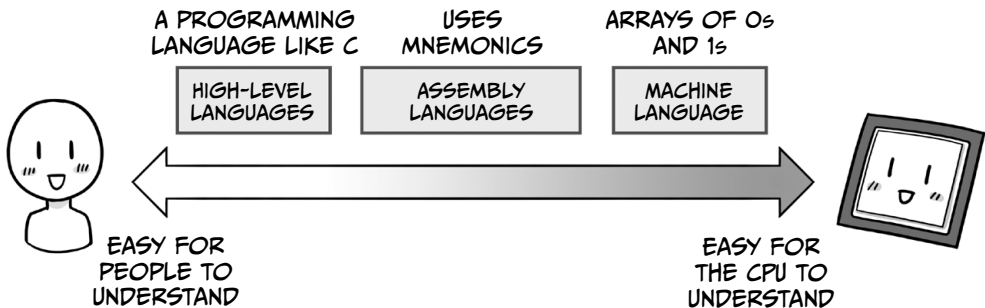 A PROGRAMMING
LANGUAGE LIKE C
USES
MNEMONICS
ARRAYS OF 0s
AND 1s
HIGH-LEVEL
LANGUAGES
ASSEMBLY
LANGUAGES
MACHINE
LANGUAGE
EASY FOR
PEOPLE TO
UNDERSTAND
EASY FOR
THE CPU TO
UNDERSTAND